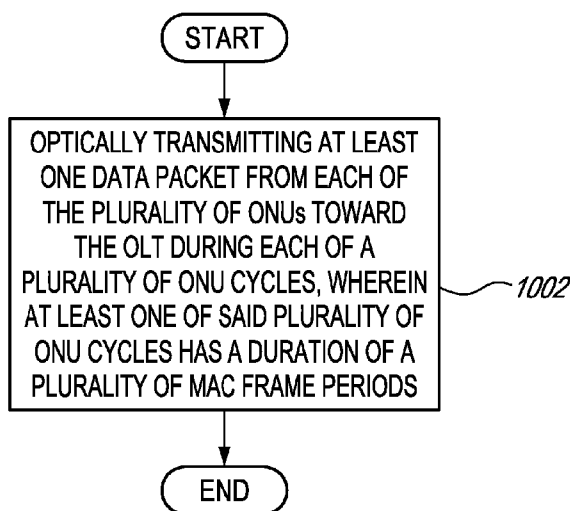 START
OPTICALLY TRANSMITTING AT LEAST
ONE DATA PACKET FROM EACH OF
THE PLURALITY OF ONUs TOWARD
THE OLT DURING EACH OF A
PLURALITY OF ONU CYCLES, WHEREIN
AT LEAST ONE OF SAID PLURALITY OF
ONU CYCLES HAS A DURATION OF A
PLURALITY OF MAC FRAME PERIODS
1002
END